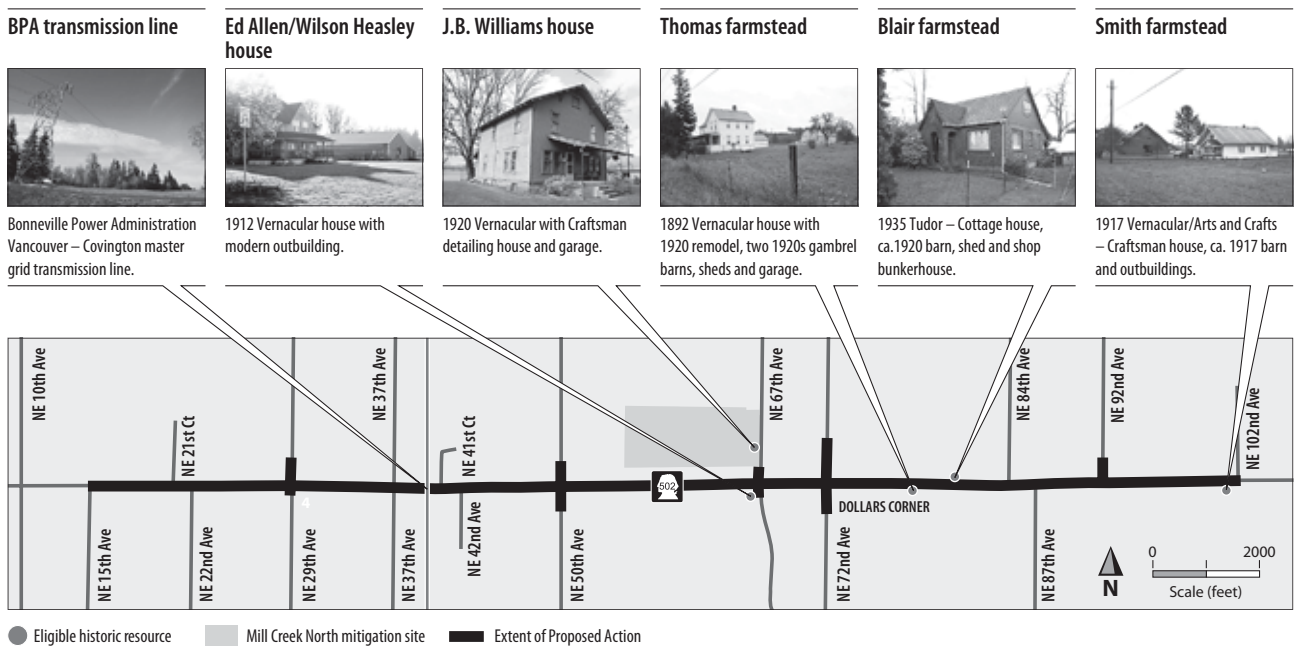 BPA transmission line
Ed Allen/Wilson Heasley
house
J.B. Williams house
Thomas farmstead
Blair farmstead
Smith farmstead
Bonneville Power Administration
Vancouver – Covington master
grid transmission line.
1912 Vernacular house with
modern outbuilding.
1920 Vernacular with Craftsman
detailing house and garage.
1892 Vernacular house with
1920 remodel, two 1920s gambrel
barns, sheds and garage.
1935 Tudor – Cottage house,
ca.1920 barn, shed and shop
bunkerhouse.
1917 Vernacular/Arts and Crafts
– Craftsman house, ca. 1917 barn
and outbuildings.
NE 10th Ave
NE 21st Ct
NE 37th Ave
NE 41st Ct
NE 67th Ave
NE 84th Ave
NE 92nd Ave
NE 102nd Ave
502
4
DOLLARS CORNER
NE 15th Ave
NE 22nd Ave
NE 29th Ave
NE 37th Ave
NE 42nd Ave
NE 50th Ave
NE 72nd Ave
NE 87th Ave
N
0 2000
Scale (feet)
Eligible historic resource
Mill Creek North mitigation site
Extent of Proposed Action